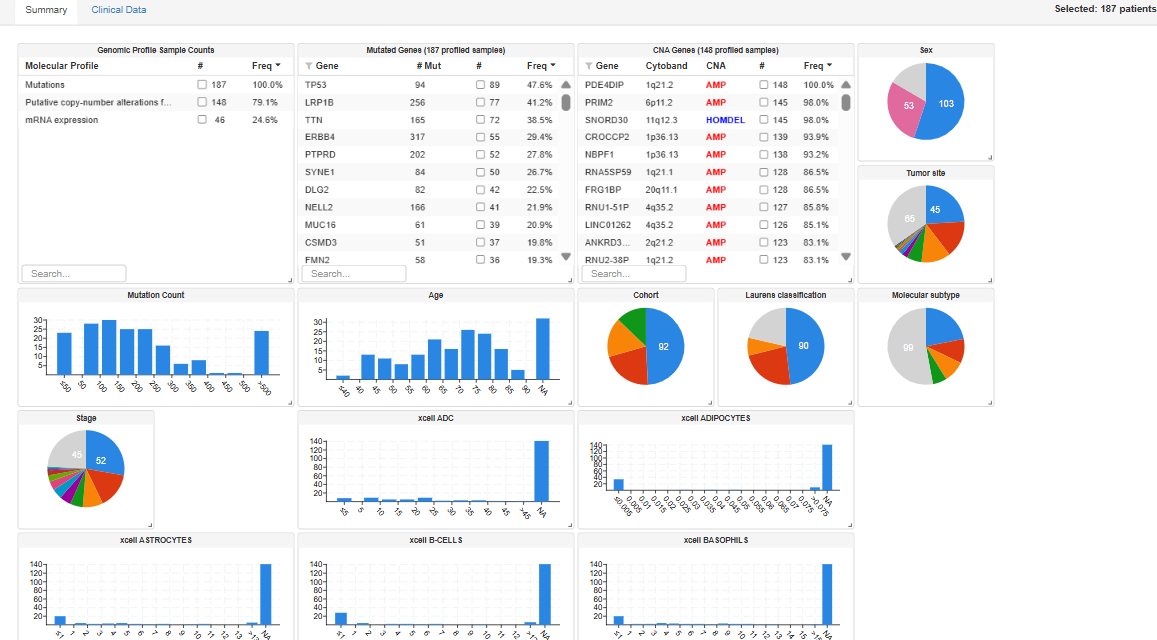 Summary Clinical Data Selected: 187 patients
Genomic Profile Sample Counts
Molecular Profile # Freq
Mutations 187 100.0%
Putative copy-number alterations f... 148 79.1%
mRNA expression 46 24.6%
Search...
Mutated Genes (187 profiled samples)
Gene # Mut # Freq
TP53 94 89 47.6%
LRP1B 256 77 41.2%
TTN 165 72 38.5%
ERBB4 317 55 29.4%
PTPRD 202 52 27.8%
SYNE1 84 50 26.7%
DLG2 82 42 22.5%
NELL2 166 41 21.9%
MUC16 61 39 20.9%
CSMD3 51 37 19.8%
FMN2 58 36 19.3%
Search...
CNA Genes (148 profiled samples)
Gene Cytoband CNA # Freq
PDE4DIP 1q21.2 AMP 148 100.0%
PRIM2 6p11.2 AMP 145 98.0%
SNORD30 11q12.3 HOMDEL 145 98.0%
CROCCP2 1p36.13 AMP 139 93.9%
NBPF1 1p36.13 AMP 138 93.2%
RNA5SP59 1q21.1 AMP 128 86.5%
FRG1BP 20q11.1 AMP 128 86.5%
RNU1-51P 4q35.2 AMP 127 85.8%
LINC01262 4q35.2 AMP 126 85.1%
ANKRD3... 2q21.2 AMP 123 83.1%
RNU2-38P 1q21.2 AMP 123 83.1%
Search...
Sex
103
53
Tumor site
45
65
Mutation Count
30
25
20
15
10
5
≤50 50 100 150 200 250 300 350 400 450 500 >500
Age
30
25
20
15
10
5
≤40 40 45 50 55 60 65 70 75 80 85 90 NA
Cohort
92
Laurens classification
90
Molecular subtype
99
Stage
45
52
xcell ADC
140
120
100
80
60
40
20
≤5 5 10 15 20 25 30 35 40 45 >45 NA
xcell ADIPOCYTES
140
120
100
80
60
40
20
≤0.005 0.005 0.01 0.015 0.02 0.025 0.03 0.035 0.04 0.045 0.05 0.055 0.06 0.065 0.07 0.075 >0.075 NA
xcell ASTROCYTES
140
120
100
80
60
40
20
≤1 1 2 3 4 5 6 7 8 9 10 11 12 13 NA
xcell B-CELLS
140
120
100
80
60
40
20
≤1 1 2 3 4 5 6 7 8 9 10 11 12 NA
xcell BASOPHILS
140
120
100
80
60
40
20
≤1 1 2 3 4 5 6 7 8 9 10 11 12 13 14 15 NA